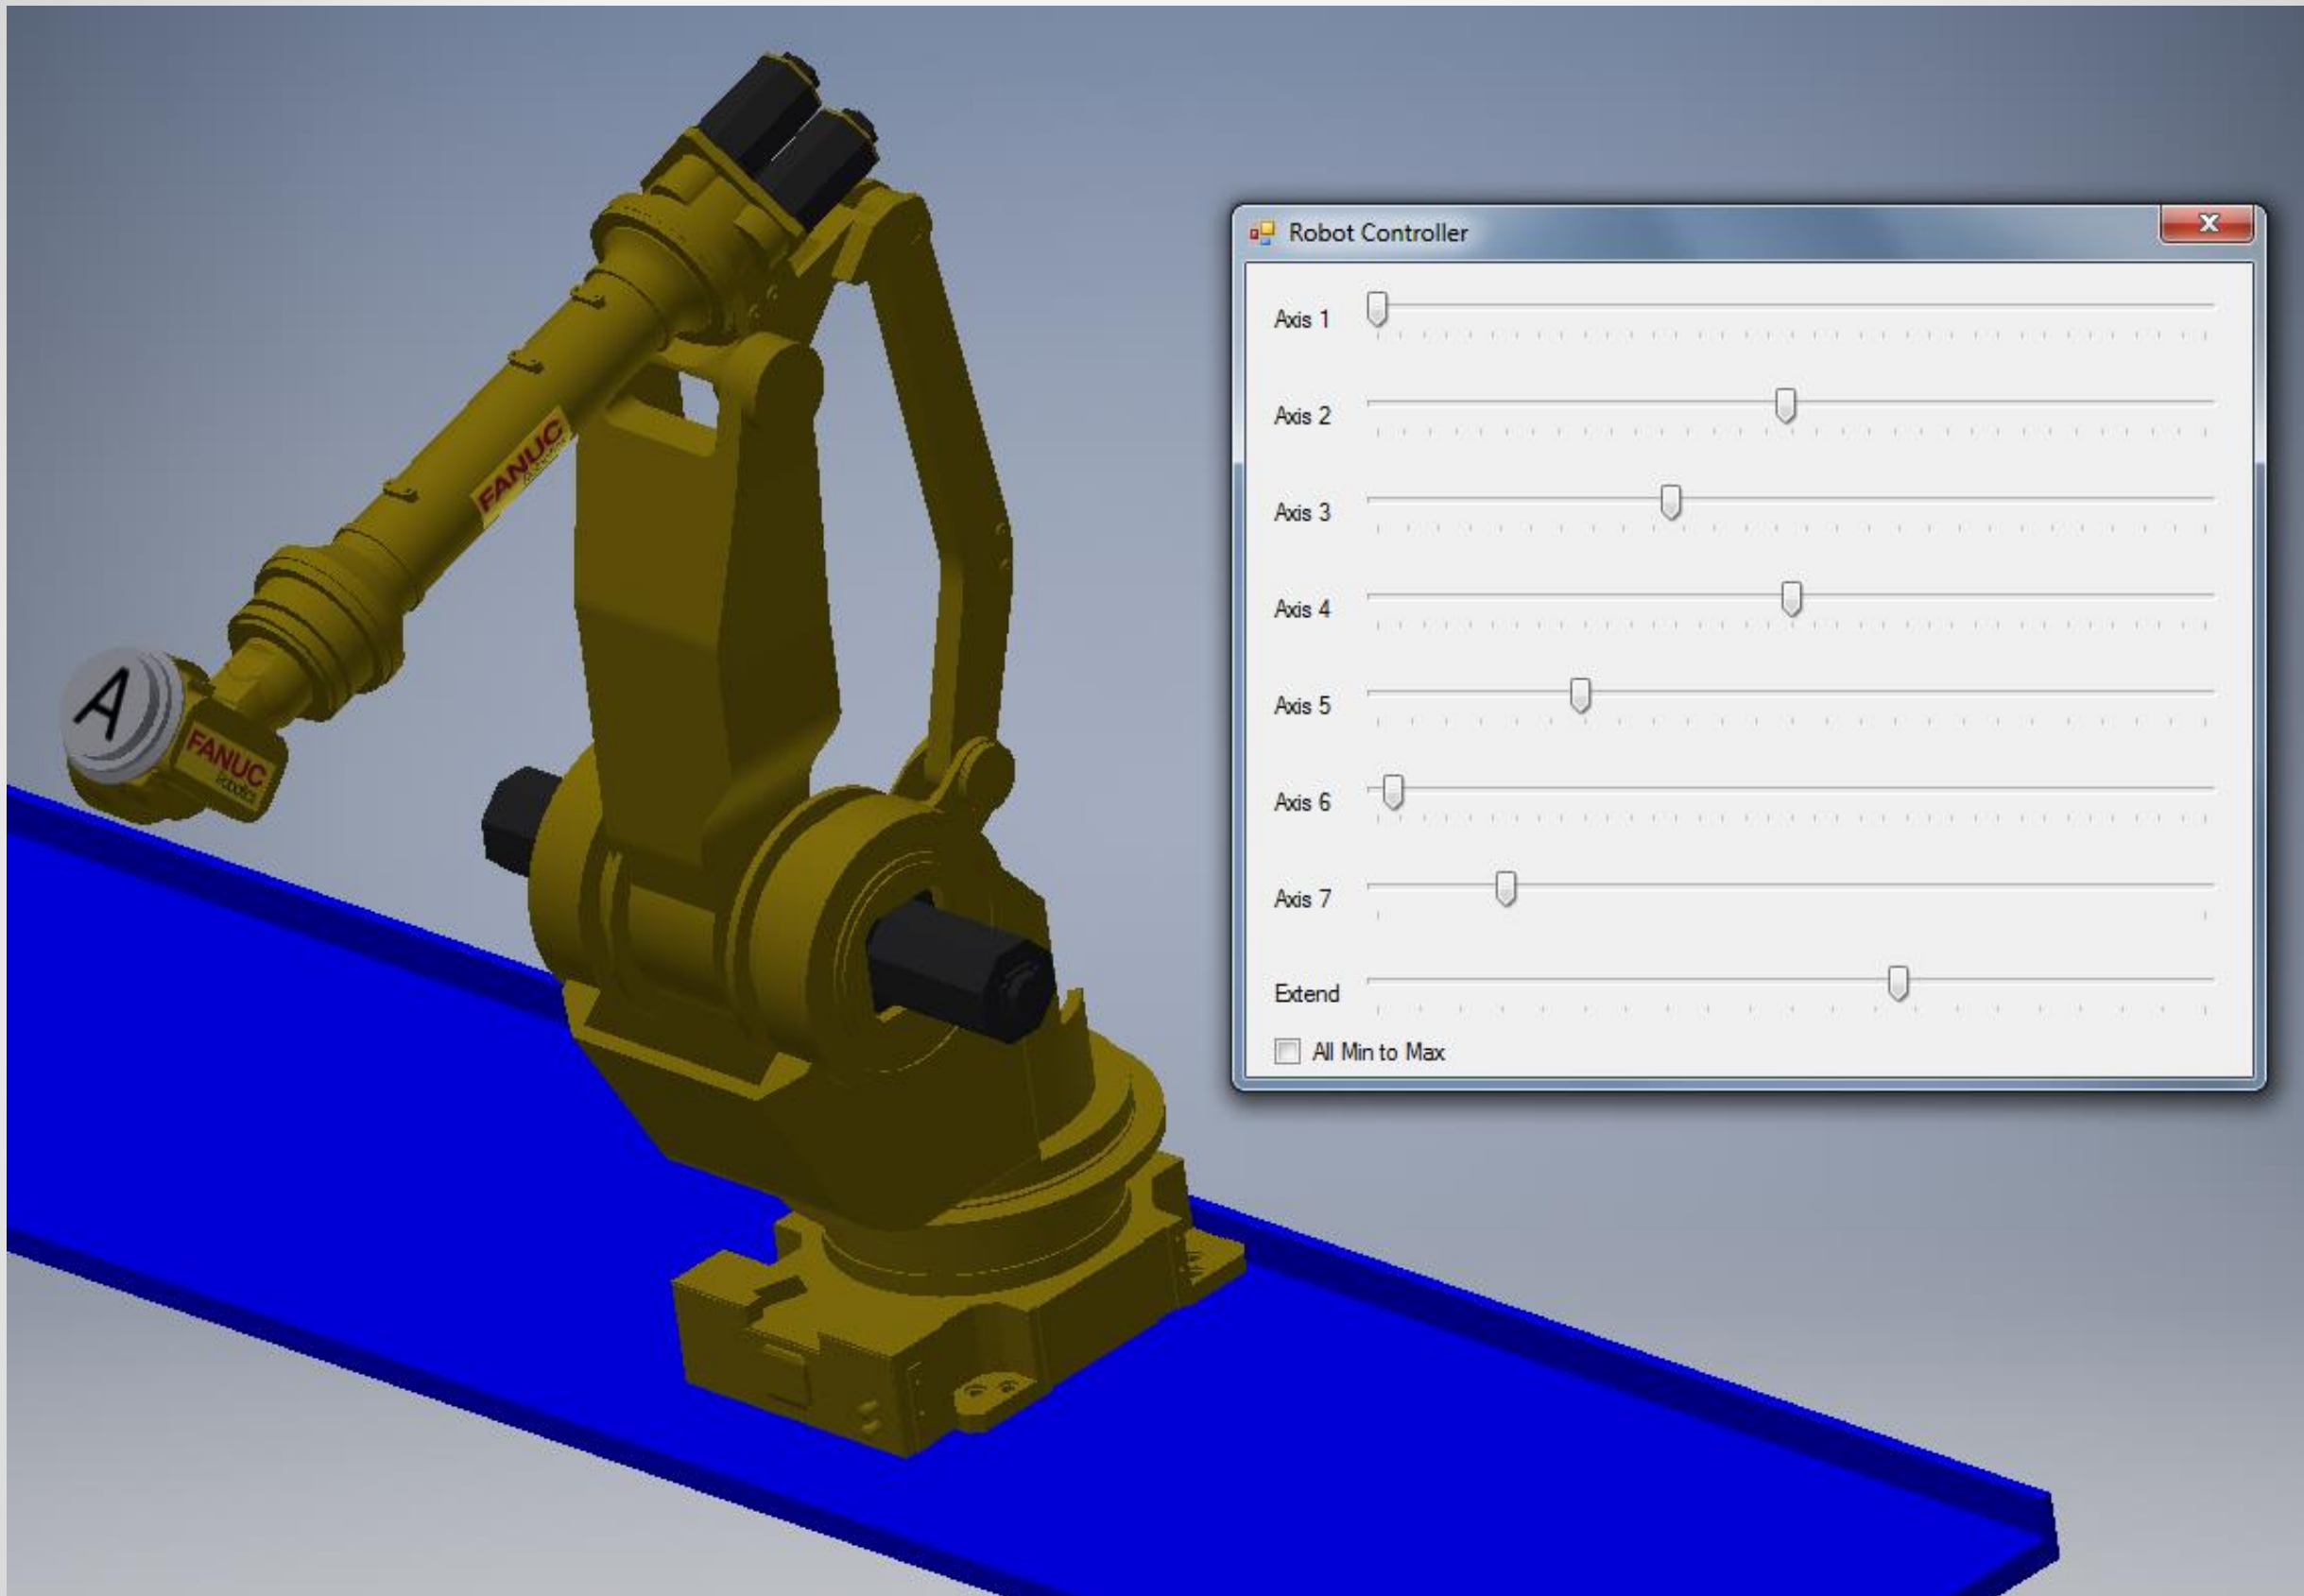 Robot Controller
Axis 1
Axis 2
Axis 3
Axis 4
Axis 5
Axis 6
Axis 7
Extend
All Min to Max
FANUC
A
FANUC
Robotics